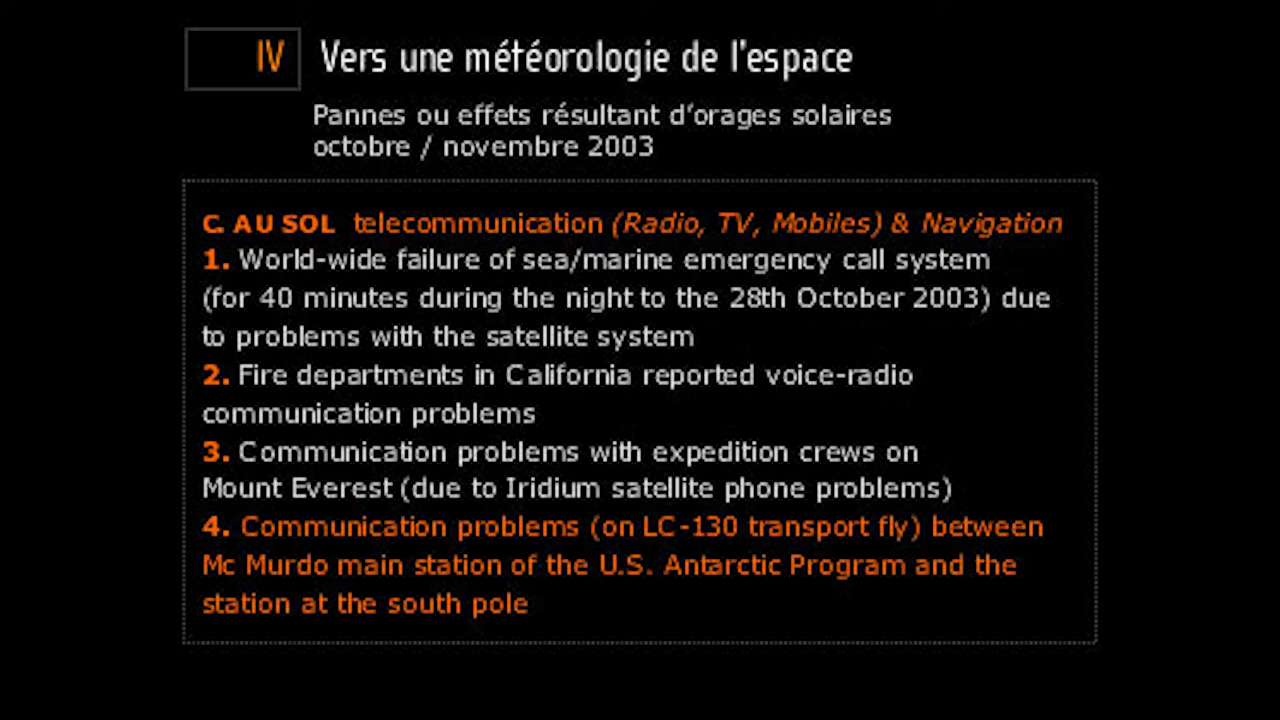 IV Vers une météorologie de l'espace
Pannes ou effets résultant d'orages solaires
octobre / novembre 2003
C. AU SOL telecommunication (Radio, TV, Mobiles) & Navigation
1. World-wide failure of sea/marine emergency call system
(for 40 minutes during the night to the 28th October 2003) due
to problems with the satellite system
2. Fire departments in California reported voice-radio
communication problems
3. Communication problems with expedition crews on
Mount Everest (due to Iridium satellite phone problems)
4. Communication problems (on LC-130 transport fly) between
Mc Murdo main station of the U.S. Antarctic Program and the
station at the south pole